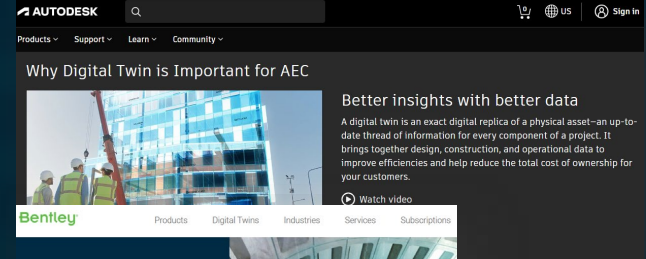 AUTODESK 0 US Sign in
Products Support Learn Community
Why Digital Twin is Important for AEC
Better insights with better data
A digital twin is an exact digital replica of a physical asset—an up-to-
date thread of information for every component of a project. It
brings together design, construction, and operational data to
improve efficiencies and help reduce the total cost of ownership for
your customers.
Watch video
Bentley Products Digital Twins Industries Services Subscriptions